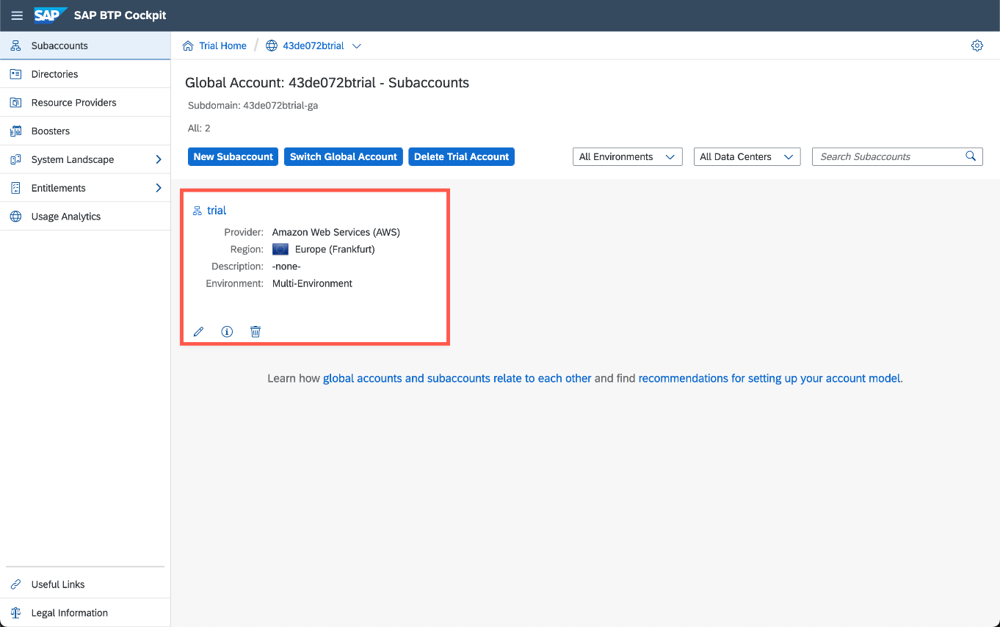 SAP SAP BTP Cockpit
Subaccounts
Directories
Resource Providers
Boosters
System Landscape
Entitlements
Usage Analytics
Useful Links
Legal Information
Trial Home / 43de072btrial
Global Account: 43de072btrial - Subaccounts
Subdomain: 43de072btrial-ga
All: 2
New Subaccount Switch Global Account Delete Trial Account All Environments All Data Centers Search Subaccounts
trial
Provider: Amazon Web Services (AWS)
Region: Europe (Frankfurt)
Description: -none-
Environment: Multi-Environment
Learn how global accounts and subaccounts relate to each other and find recommendations for setting up your account model.